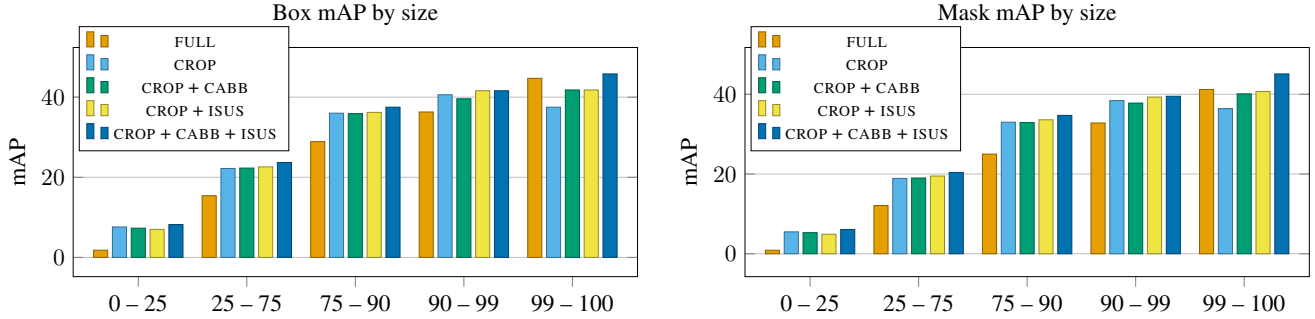 Box mAP by size
FULL
CROP
CROP + CABB
CROP + ISUS
CROP + CABB + ISUS
mAP
40
20
0
0 – 25 25 – 75 75 – 90 90 – 99 99 – 100
Mask mAP by size
FULL
CROP
CROP + CABB
CROP + ISUS
CROP + CABB + ISUS
mAP
40
20
0
0 – 25 25 – 75 75 – 90 90 – 99 99 – 100